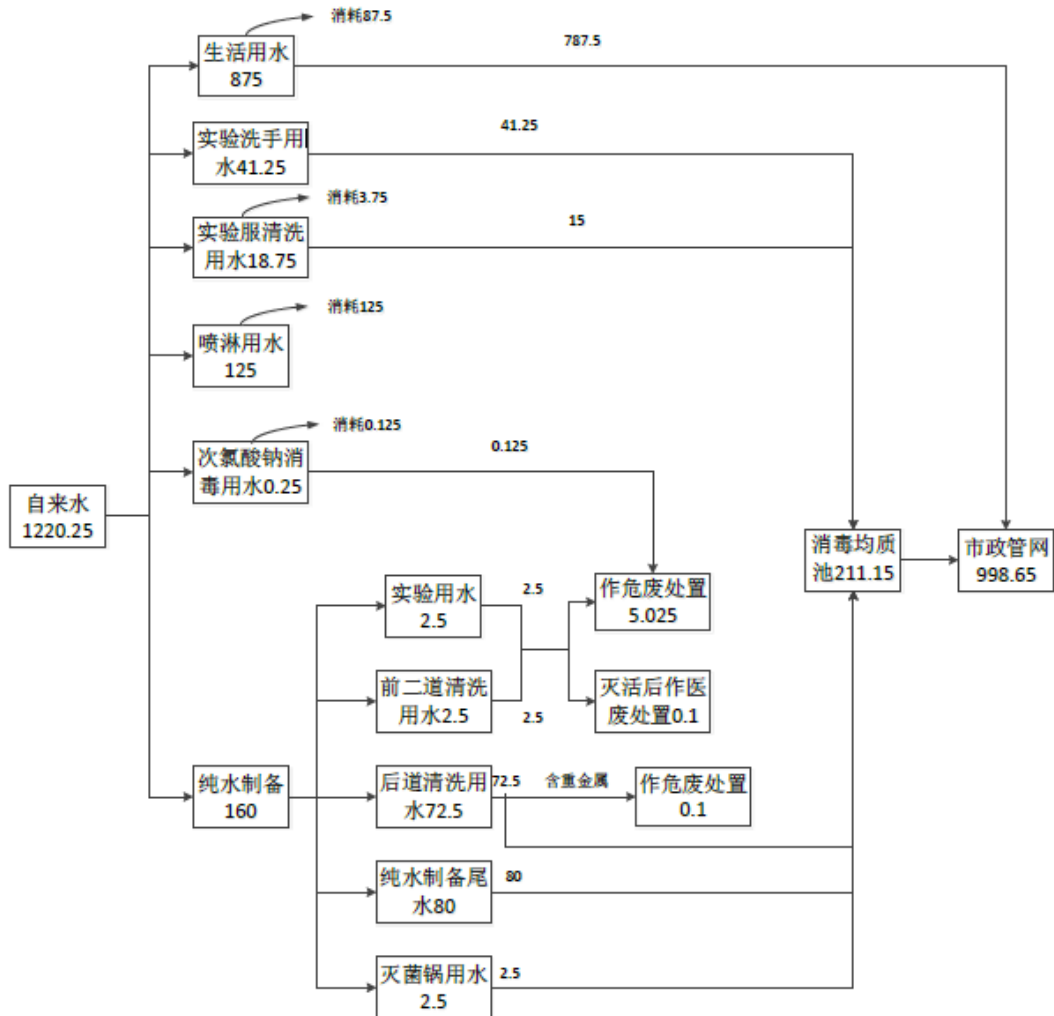 消耗87.5
生活用水
875
787.5
实验洗手用
水41.25
41.25
消耗3.75
实验服清洗
用水18.75
15
消耗125
喷淋用水
125
消耗0.125
次氯酸钠消
毒用水0.25
0.125
自来水
1220.25
消毒均质
池211.15
市政管网
998.65
实验用水
2.5
2.5
作危废处置
5.025
前二道清洗
用水2.5
2.5
灭活后作医
废处置0.1
纯水制备
160
后道清洗用
水72.5
72.5
含重金属
作危废处置
0.1
纯水制备尾
水80
80
灭菌锅用水
2.5
2.5